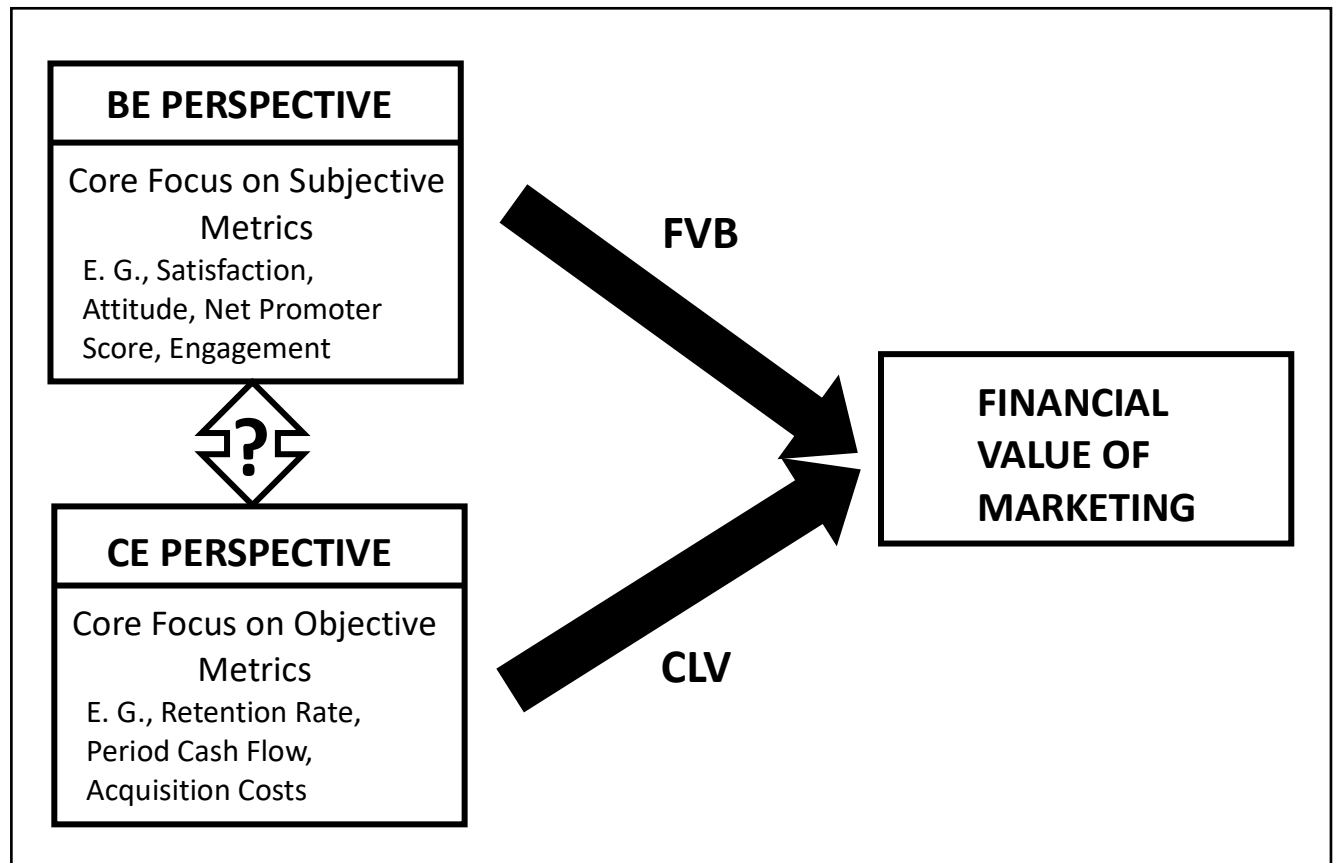 BE PERSPECTIVE
Core Focus on Subjective
Metrics
E. G., Satisfaction,
Attitude, Net Promoter
Score, Engagement
?
CE PERSPECTIVE
Core Focus on Objective
Metrics
E. G., Retention Rate,
Period Cash Flow,
Acquisition Costs
FVB
CLV
FINANCIAL
VALUE OF
MARKETING